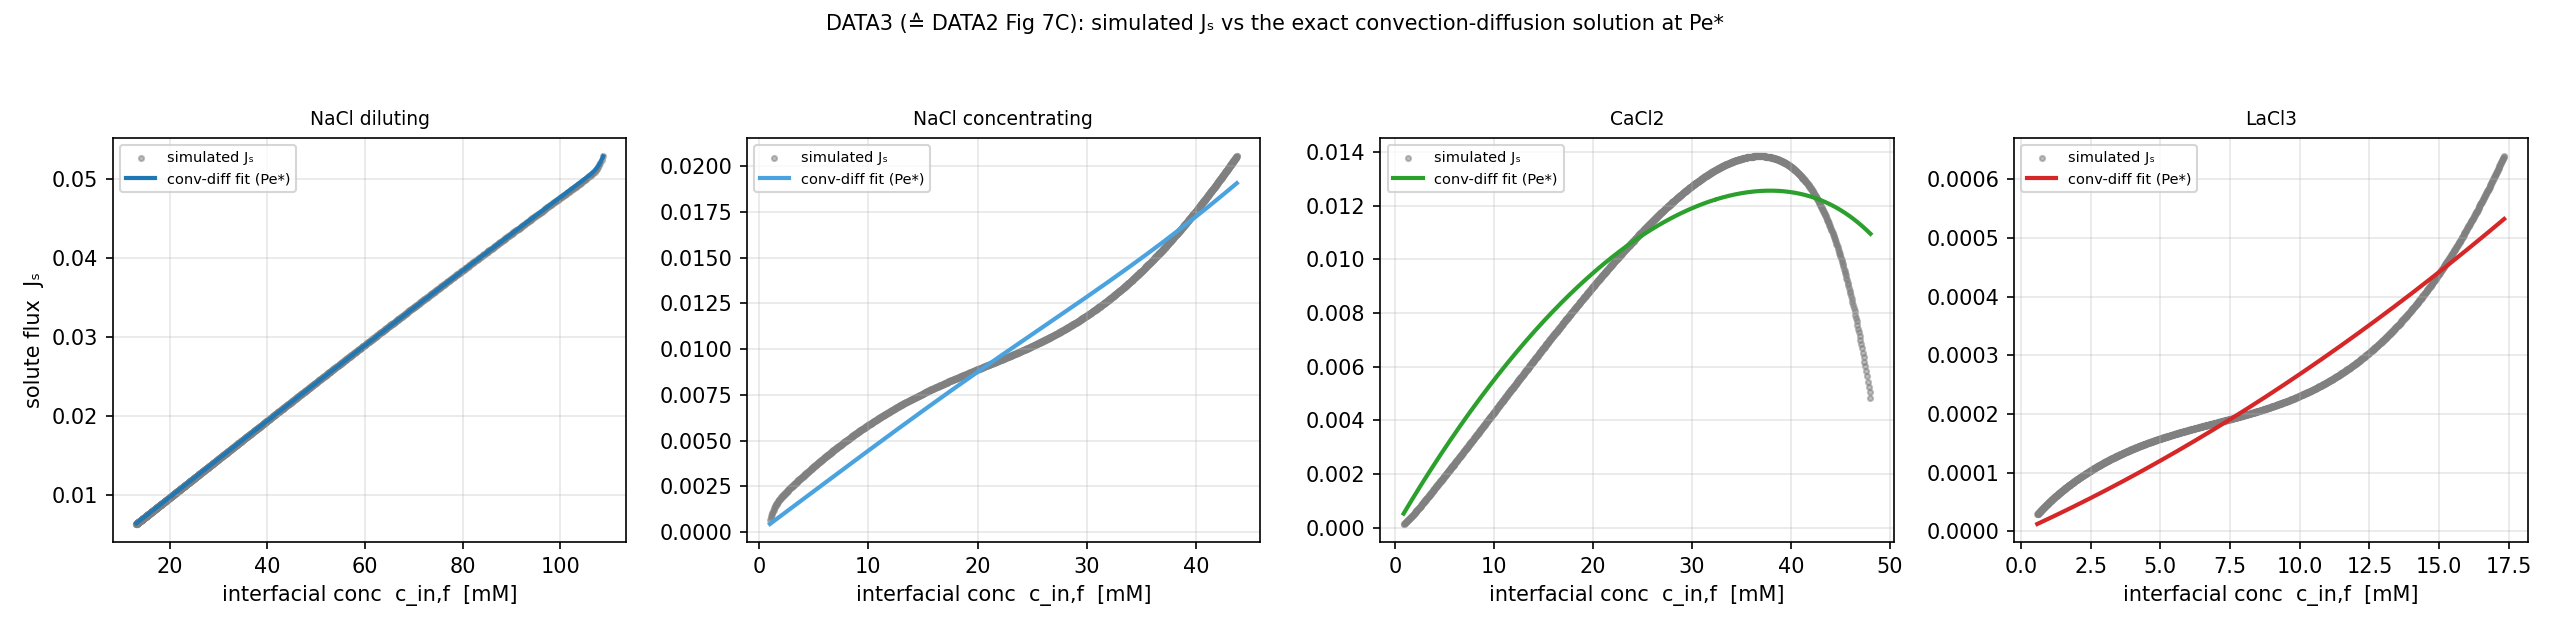 DATA3 (≙ DATA2 Fig 7C): simulated Jₛ vs the exact convection-diffusion solution at Pe*
NaCl diluting
simulated Jₛ
conv-diff fit (Pe*)
solute flux Jₛ
0.05
0.04
0.03
0.02
0.01
20 40 60 80 100
interfacial conc c_in,f [mM]
NaCl concentrating
simulated Jₛ
conv-diff fit (Pe*)
0.0200
0.0175
0.0150
0.0125
0.0100
0.0075
0.0050
0.0025
0.0000
0 10 20 30 40
interfacial conc c_in,f [mM]
CaCl2
simulated Jₛ
conv-diff fit (Pe*)
0.014
0.012
0.010
0.008
0.006
0.004
0.002
0.000
0 10 20 30 40 50
interfacial conc c_in,f [mM]
LaCl3
simulated Jₛ
conv-diff fit (Pe*)
0.0006
0.0005
0.0004
0.0003
0.0002
0.0001
0.0000
0.0 2.5 5.0 7.5 10.0 12.5 15.0 17.5
interfacial conc c_in,f [mM]